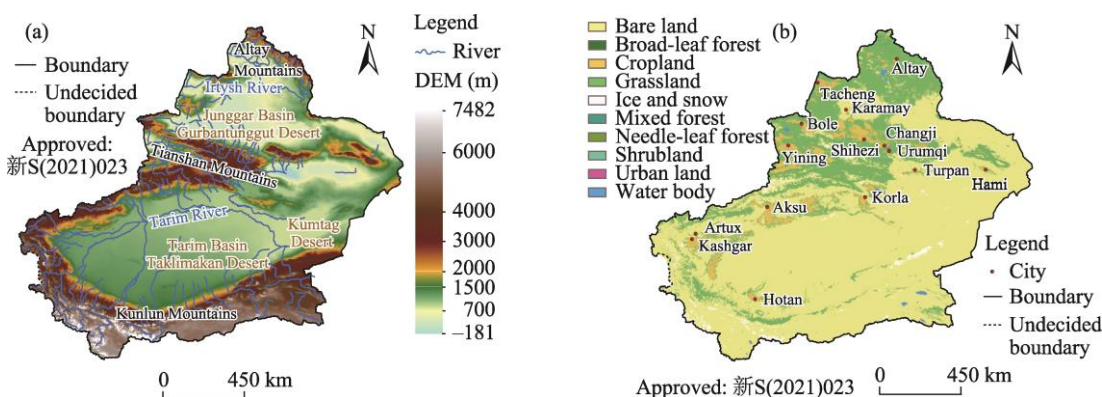 (a)
Boundary
Undecided
boundary
Approved:
新S(2021)023
Altay
Mountains
Irtysh River
Junggar Basin
Gurbantunggut Desert
Tianshan Mountains
Tarim River
Kumtag
Desert
Tarim Basin
Taklimakan Desert
Kunlun Mountains
0 450 km
N
Legend
River
DEM (m)
7482
6000
4000
3000
2000
1500
700
−181
Bare land
Broad-leaf forest
Cropland
Grassland
Ice and snow
Mixed forest
Needle-leaf forest
Shrubland
Urban land
Water body
(b)
N
Altay
Tacheng
Karamay
Bole
Changji
Shihezi
Urumqi
Yining
Turpan
Hami
Korla
Aksu
Artux
Kashgar
Hotan
Legend
City
Boundary
Undecided
boundary
Approved: 新S(2021)023
0 450 km